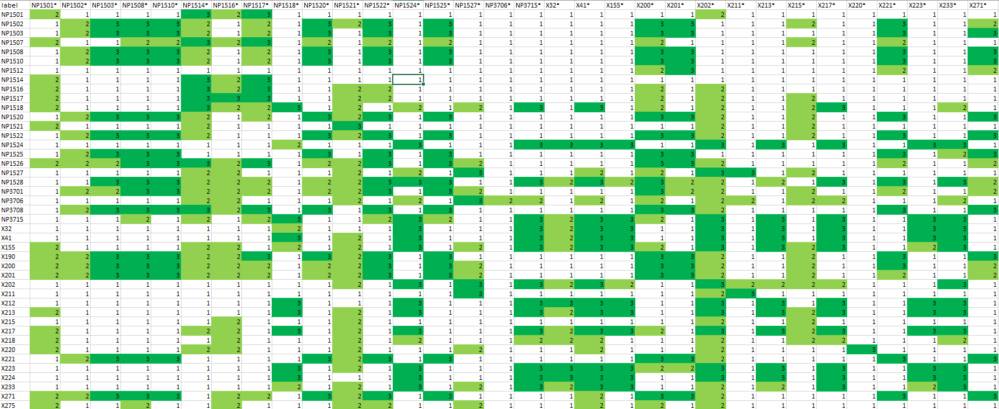 label NP1501* NP1502* NP1503* NP1508* NP1510* NP1514* NP1516* NP1517* NP1518* NP1520* NP1521* NP1522* NP1524* NP1525* NP1527* NP3706* NP3715* X32* X41* X155* X200* X201* X202* X211* X213* X215* X217* X220* X221* X223* X233* X271*
NP1501 2 1 1 1 1 3 2 3 1 1 1 1 1 1 1 1 1 1 1 1 1 1 2 1 1 1 1 1 1 1 1 1
NP1502 1 2 3 3 3 2 1 2 1 3 2 3 1 3 1 1 1 1 1 1 3 3 1 1 1 2 1 1 3 1 1 2
NP1503 1 2 3 3 3 2 1 2 1 3 1 3 1 3 1 1 1 1 1 1 3 3 1 1 1 1 1 1 3 1 1 3
NP1507 2 1 1 2 2 3 2 3 1 2 1 2 1 2 1 1 1 1 1 1 2 1 1 1 1 2 1 1 2 1 1 1
NP1508 1 2 3 3 3 2 1 2 1 3 1 3 1 3 1 1 1 1 1 1 3 3 1 1 1 1 1 1 3 1 1 3
NP1510 1 2 3 3 3 2 1 2 1 3 1 3 1 3 1 1 1 1 1 1 3 3 1 1 1 1 1 1 3 1 1 3
NP1512 1 1 1 1 1 1 1 1 1 1 1 1 1 1 1 1 1 1 1 1 2 3 1 1 1 1 1 1 2 1 1 2
NP1514 2 1 1 1 1 3 2 3 1 1 1 1 1 1 1 1 1 1 1 1 1 1 1 1 1 1 1 1 1 1 1 1
NP1516 2 1 1 1 1 3 2 3 1 1 2 2 1 1 1 1 1 1 1 1 2 1 2 1 1 1 1 1 1 1 1 1
NP1517 2 1 1 1 1 3 3 3 1 1 2 2 1 1 1 1 1 1 1 1 2 1 2 1 1 2 1 1 1 1 1 1
NP1518 2 1 1 1 1 3 2 2 3 1 2 1 2 1 2 1 3 1 3 1 2 1 2 1 1 2 3 1 1 1 2 1
NP1520 1 2 3 3 3 2 1 2 1 3 2 3 1 3 1 1 1 1 1 1 3 3 2 1 1 2 1 1 3 1 1 3
NP1521 2 1 1 1 1 2 1 1 1 1 3 1 1 1 1 1 1 1 1 1 1 1 2 1 1 2 1 1 1 1 1 1
NP1522 1 2 3 3 3 2 1 1 1 3 2 3 1 3 1 1 1 1 1 1 3 3 2 1 1 2 1 1 3 1 1 3
NP1524 1 1 1 1 1 1 1 1 2 1 1 1 3 1 1 1 3 3 3 3 1 1 3 1 3 1 3 1 1 3 3 1
NP1525 1 2 3 3 3 1 1 1 1 3 1 3 1 3 1 1 1 1 1 1 3 3 1 1 1 1 1 1 3 1 2 3
NP1526 2 2 2 3 3 3 2 3 1 2 2 3 1 3 2 1 1 1 1 1 3 3 2 1 1 1 1 1 2 1 1 2
NP1527 1 1 1 1 1 2 2 1 1 1 2 1 2 1 3 1 1 1 2 1 2 1 3 3 1 2 1 1 1 1 1 1
NP1528 1 1 3 3 3 2 2 2 1 2 2 3 3 3 1 1 3 2 3 2 3 2 2 1 2 1 3 1 3 1 3 2
NP3701 1 2 2 3 3 2 2 2 1 2 2 3 1 3 2 1 1 1 1 1 3 2 2 1 1 2 1 1 2 1 1 2
NP3706 1 1 1 1 1 2 2 1 1 1 2 1 2 1 3 2 2 1 2 1 2 1 2 2 1 2 1 1 1 1 2 1
NP3708 1 2 3 3 3 3 2 3 1 3 1 3 1 3 1 1 1 1 1 1 3 3 2 1 1 1 1 1 3 1 1 3
NP3715 1 1 1 2 1 2 1 2 3 1 1 2 3 2 1 1 3 2 3 3 2 1 3 1 3 1 3 1 1 3 3 1
X32 1 1 1 1 1 1 1 1 2 1 1 1 3 1 1 1 3 2 3 3 1 1 3 1 3 1 3 1 1 3 3 1
X41 1 1 1 1 1 1 1 1 3 1 2 1 3 1 1 1 3 2 3 3 1 1 3 1 3 1 3 1 1 3 3 1
X155 2 1 1 1 1 2 2 1 2 1 2 1 3 1 2 1 3 2 3 3 2 1 3 1 3 2 3 1 1 2 3 1
X190 2 2 3 3 3 2 2 3 1 3 2 3 1 3 1 1 1 1 1 1 3 3 2 1 1 2 1 1 3 1 1 3
X200 2 2 3 3 3 2 2 2 1 2 2 3 1 3 2 1 1 1 1 1 3 3 2 1 1 2 1 1 3 1 1 2
X201 2 2 3 3 3 2 2 2 1 2 2 3 1 3 2 1 1 1 1 1 3 3 2 1 1 2 1 1 2 1 1 2
X202 1 1 1 1 1 1 1 1 1 1 2 1 3 1 3 1 3 2 3 2 1 1 3 2 2 2 2 1 1 1 3 1
X211 1 1 1 1 1 1 1 1 1 1 1 1 1 1 3 1 1 1 1 1 1 1 2 3 1 1 1 1 1 1 1 1
X212 1 1 1 1 1 1 1 1 3 1 1 1 3 1 1 1 3 3 3 3 1 1 3 1 3 1 3 1 1 3 3 1
X213 2 1 1 1 1 1 1 1 3 1 2 1 3 1 1 1 3 2 3 3 1 1 3 1 3 2 3 1 1 3 3 1
X215 1 1 1 1 1 1 2 1 1 1 2 1 1 1 1 1 1 1 1 1 1 1 2 1 1 2 1 1 1 1 1 1
X217 2 1 1 1 1 2 2 1 3 1 2 1 3 1 1 1 3 2 3 3 2 1 3 1 3 2 3 1 1 3 3 1
X218 2 1 1 1 1 1 2 1 1 1 2 1 2 1 1 1 2 2 2 1 1 1 2 1 1 2 2 1 1 1 2 1
X220 2 1 1 1 1 2 2 1 1 1 2 1 1 1 2 1 1 1 2 1 1 1 2 1 1 1 1 3 1 1 1 1
X221 1 2 3 3 3 1 1 1 1 3 2 3 1 3 1 1 1 1 1 1 3 3 2 1 1 1 1 1 3 1 1 3
X223 1 1 1 1 1 1 1 1 3 1 2 1 3 1 1 1 3 3 3 3 2 2 3 1 3 1 3 1 1 3 3 1
X224 1 1 1 1 1 1 1 1 3 1 1 1 3 1 1 1 3 3 3 3 1 1 3 1 3 1 3 1 1 3 3 1
X233 1 1 1 1 1 1 1 1 2 1 2 1 3 1 2 1 3 2 3 3 1 1 2 1 2 1 3 1 1 2 3 1
X271 2 2 3 3 3 1 2 2 1 3 2 3 1 3 1 1 1 1 1 1 3 3 2 1 1 1 1 1 3 1 1 3
X275 2 1 1 2 1 1 2 1 1 1 2 2 1 1 2 1 1 1 2 1 2 1 2 1 1 1 1 1 1 1 1 1